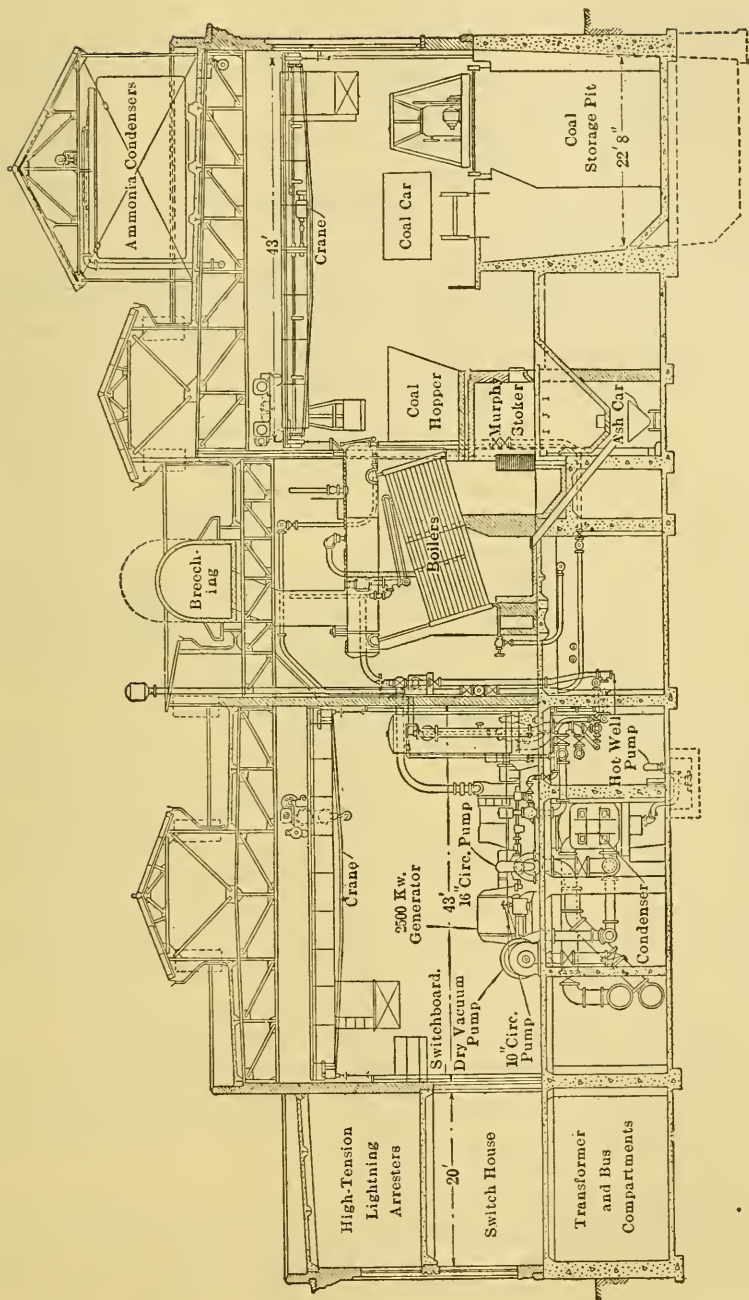 High-Tension
Lightning
Arresters
20'
Switch House
Transformer
and Bus
Compartments
Crane
2500 Kw.
Generator
43'
16" Circ. Pump
Switchboard.
Dry Vacuum
Pump
10" Circ.
Pump
Condenser
Hot Well
Pump
Breech-
ing
Boilers
Ammonia Condensers
43'
Crane
Coal
Hopper
Murphy
Stoker
Ash Car
Coal Car
Coal
Storage Pit
22' 8"